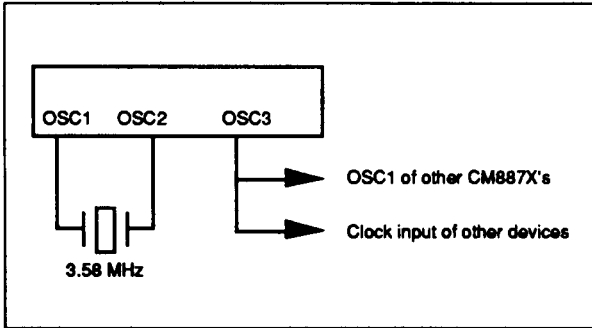 OSC1 OSC2 OSC3
OSC1 of other CM887X's
Clock input of other devices
3.58 MHz